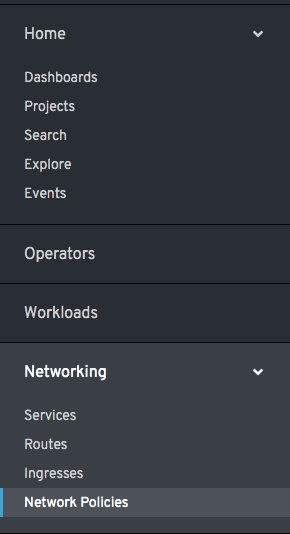 Home
Dashboards
Projects
Search
Explore
Events
Operators
Workloads
Networking
Services
Routes
Ingresses
Network Policies